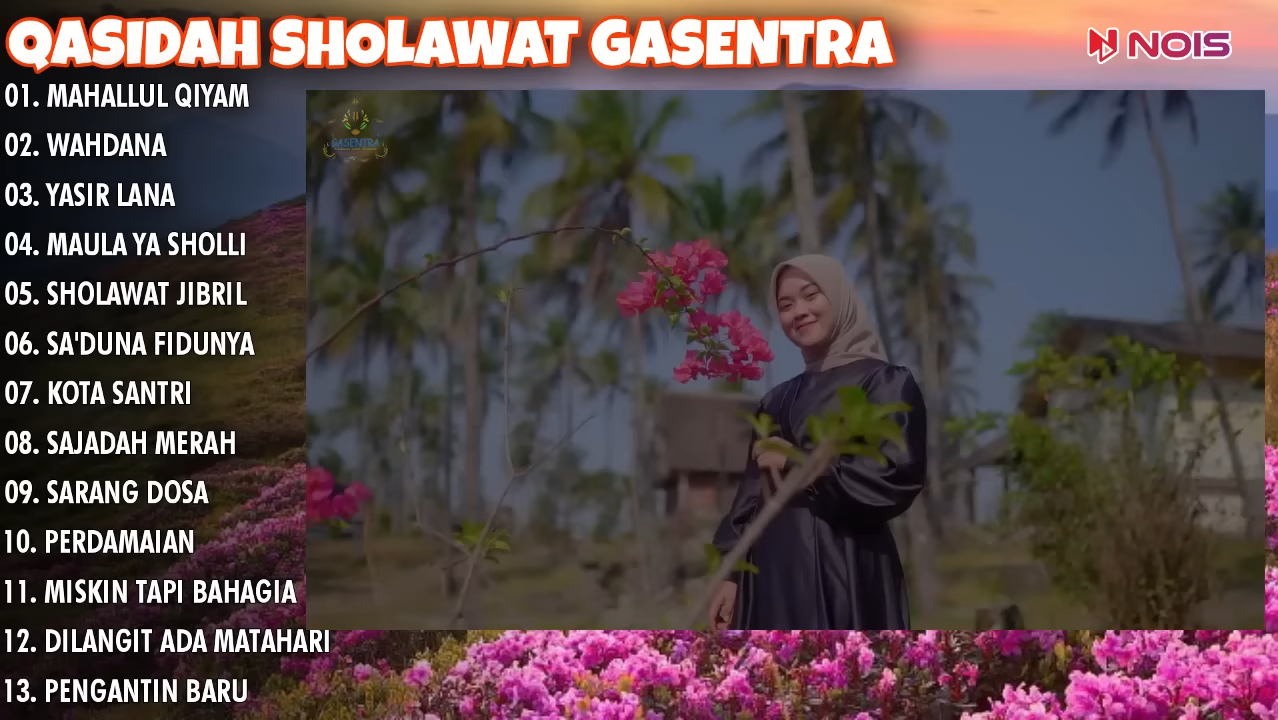 QASIDAH SHOLAWAT GASENTRA
NOIS
01. MAHALLUL QIYAM
02. WAHDANA
03. YASIR LANA
04. MAULA YA SHOLLI
05. SHOLAWAT JIBRIL
06. SA'DUNA FIDUNYA
07. KOTA SANTRI
08. SAJADAH MERAH
09. SARANG DOSA
10. PERDAMAIAN
11. MISKIN TAPI BAHAGIA
12. DILANGIT ADA MATAHARI
13. PENGANTIN BARU
GASENTRA